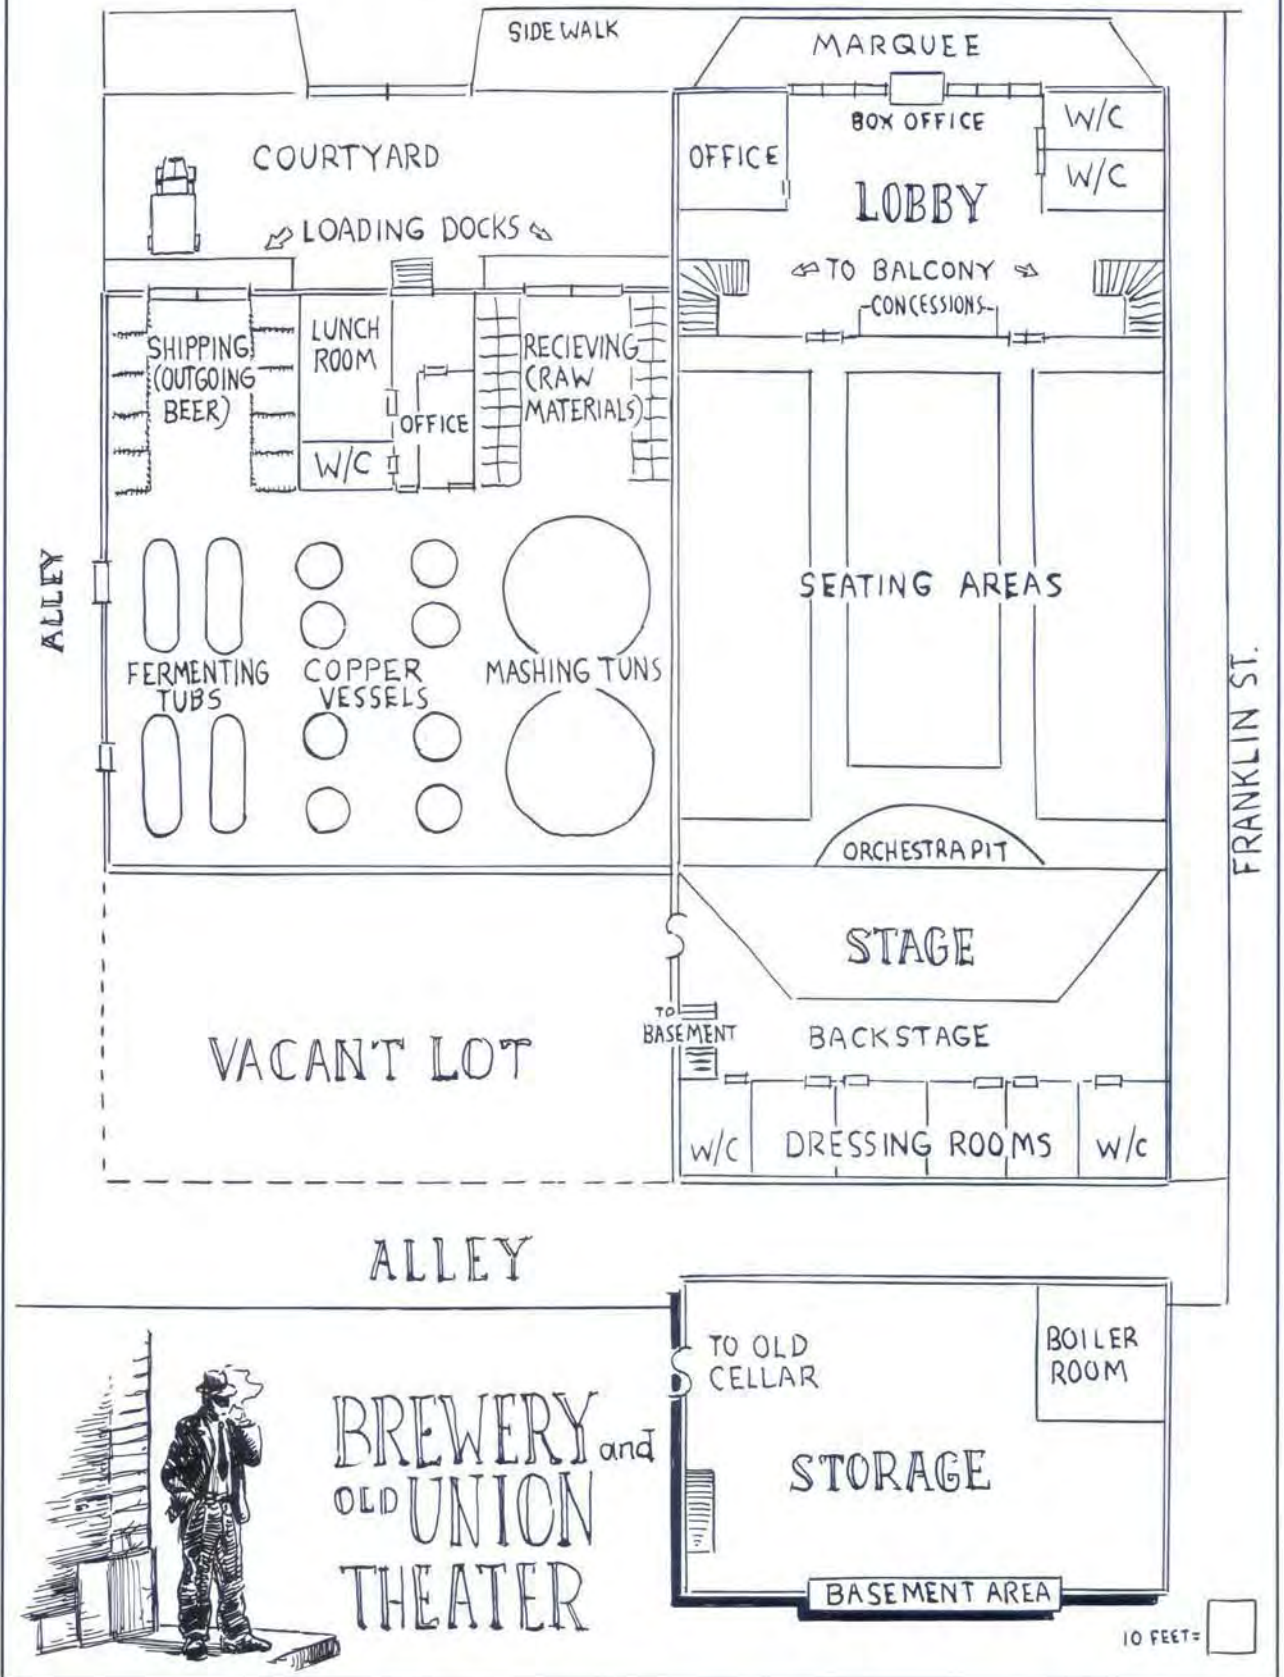 SIDEWALK
MARQUEE
BOX OFFICE
W/C
COURTYARD
OFFICE
W/C
LOBBY
LOADING DOCKS
TO BALCONY
CONCESSIONS
LUNCH
ROOM
SHIPPING
(OUTGOING
BEER)
RECIEVING
(RAW
MATERIALS)
OFFICE
W/C
ALLEY
SEATING AREAS
FERMENTING
TUBS
COPPER
VESSELS
MASHING TUNS
FRANKLIN ST.
ORCHESTRA PIT
STAGE
TO
BASEMENT
BACKSTAGE
VACANT LOT
W/C
DRESSING ROOMS
W/C
ALLEY
TO OLD
CELLAR
BOILER
ROOM
STORAGE
BREWERY and
OLD UNION
THEATER
BASEMENT AREA
10 FEET=